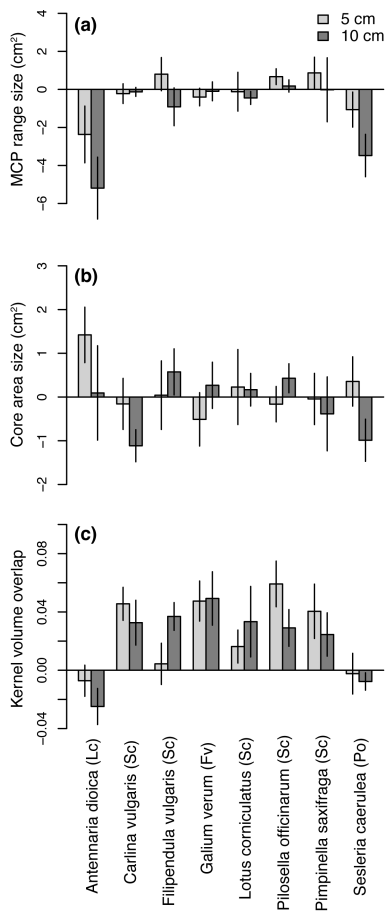 (a)
5 cm
10 cm
MCP range size (cm²)
4
2
0
−2
−4
−6
(b)
Core area size (cm²)
3
2
1
0
−1
−2
(c)
Kernel volume overlap
0.08
0.04
0.00
−0.04
Antennaria dioica (Lc)
Carlina vulgaris (Sc)
Filipendula vulgaris (Sc)
Galium verum (Fv)
Lotus corniculatus (Sc)
Pilosella officinarum (Sc)
Pimpinella saxifraga (Sc)
Sesleria caerulea (Po)